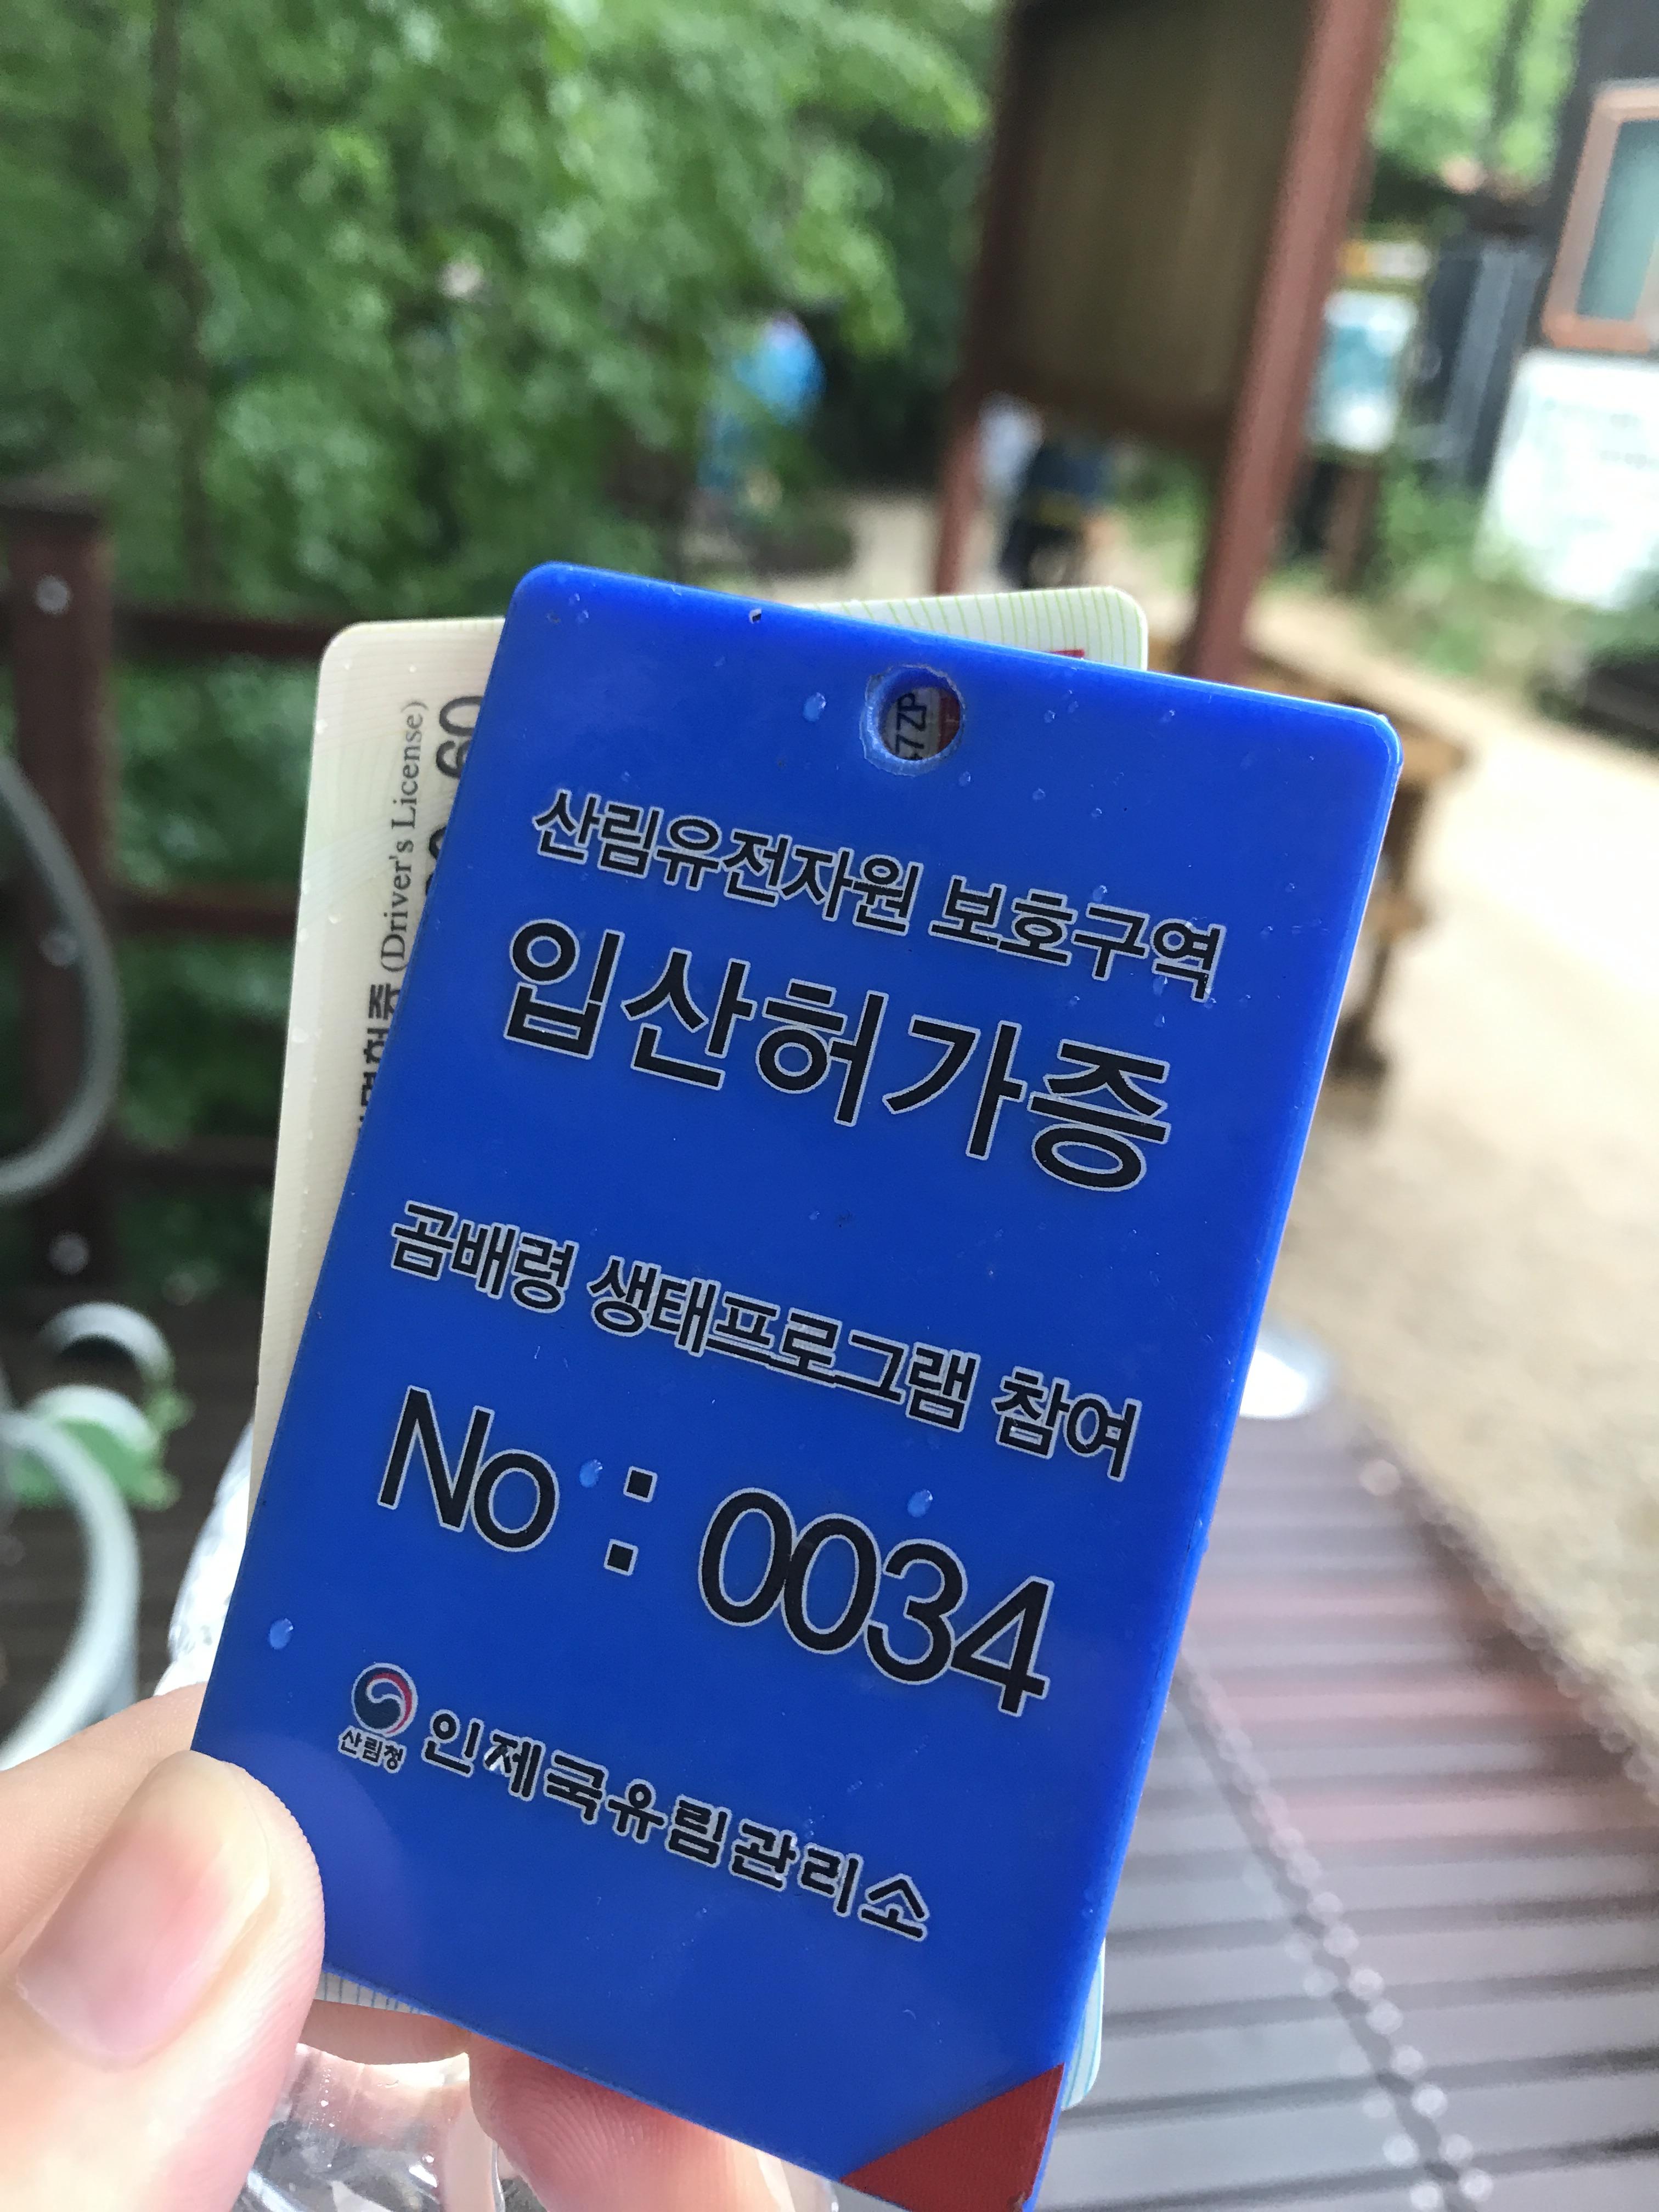 산림유전자원 보호구역
입산허가증
곰배령 생태프로그램 참여
No : 0034
산림청 인제국유림관리소
(Driver's License)
7ZP